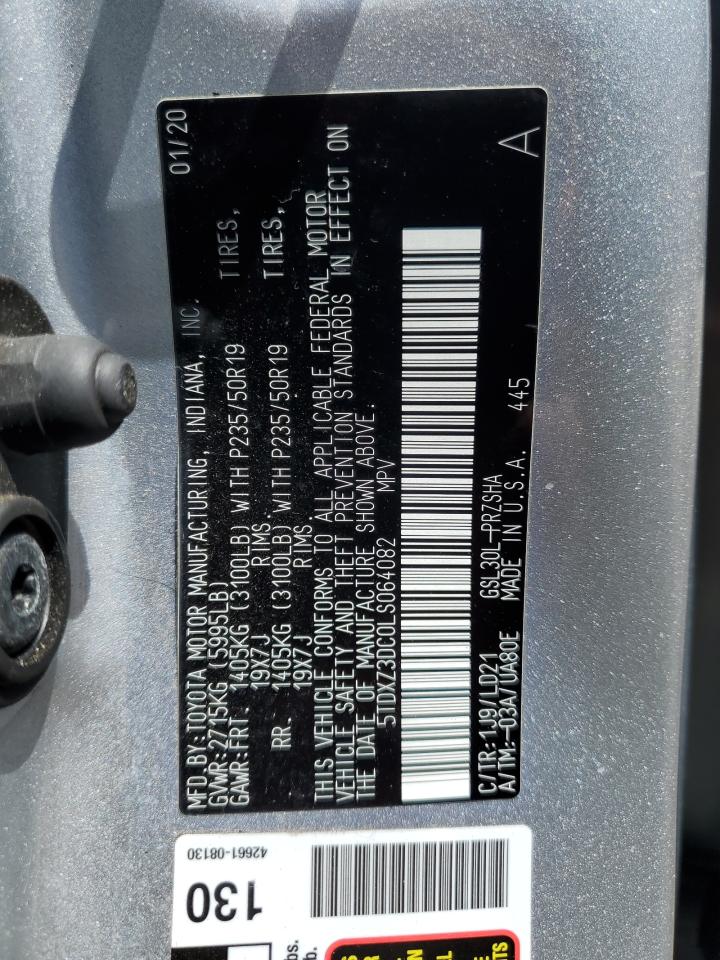 MFD BY:TOYOTA MOTOR MANUFACTURING, INDIANA, INC. 01/20
GVWR:2715KG (5995LB)
GAWR:FRT. 1405KG (3100LB) WITH P235/50R19 TIRES,
19X7J RIMS.
RR. 1405KG (3100LB) WITH P235/50R19 TIRES,
19X7J RIMS.
THIS VEHICLE CONFORMS TO ALL APPLICABLE FEDERAL MOTOR
VEHICLE SAFETY AND THEFT PREVENTION STANDARDS IN EFFECT ON
THE DATE OF MANUFACTURE SHOWN ABOVE.
5TDXZ3DC0LS064082 MPV
C/TR:1J9/LD21 GSL30L-PRZSHA 445
A/TM:-03A/UA80E MADE IN U.S.A. A
42661-08130
130